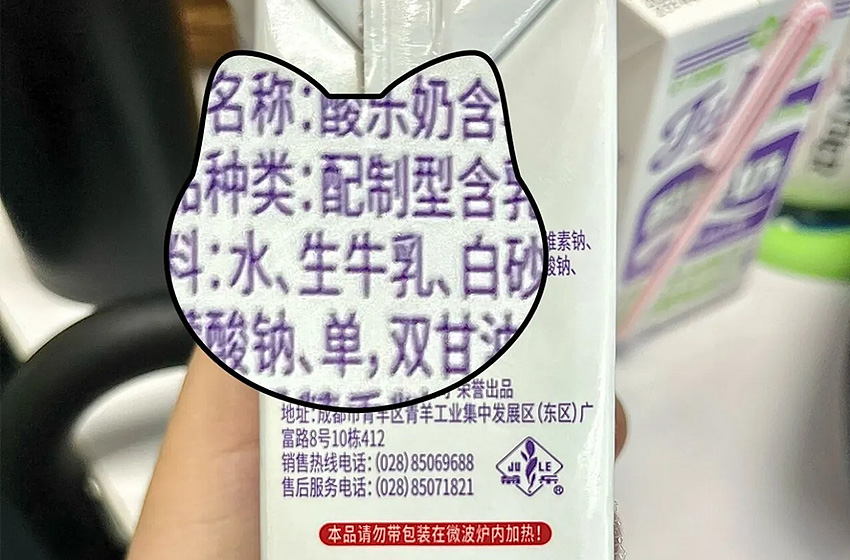 名称:酸乐奶含
品种类:配制型含乳
料:水、生牛乳、白砂
维素钠、
酸钠、
酸钠、单,双甘油
荣誉出品
地址:成都市青羊区青羊工业集中发展区(东区)广
富路8号10栋412
销售热线电话:(028)85069688
售后服务电话:(028)85071821
JU LE
菊乐
®
本品请勿带包装在微波炉内加热!